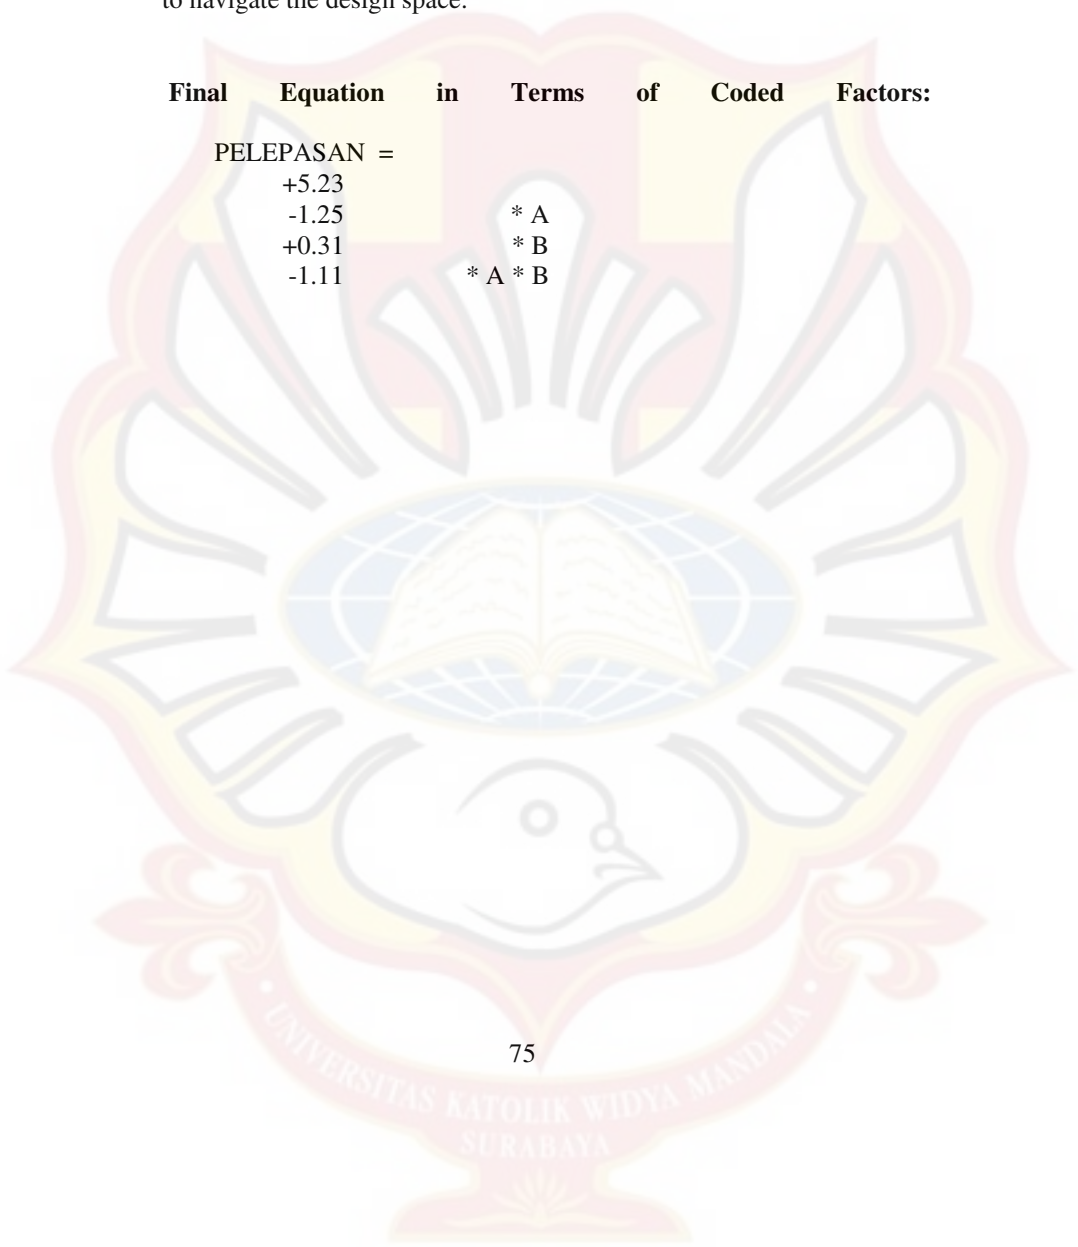 to navigate the design space.
Final Equation in Terms of Coded Factors:
PELEPASAN =
+5.23
-1.25 * A
+0.31 * B
-1.11 * A * B
75
UNIVERSITAS KATOLIK WIDYA MANDALA
SURABAYA